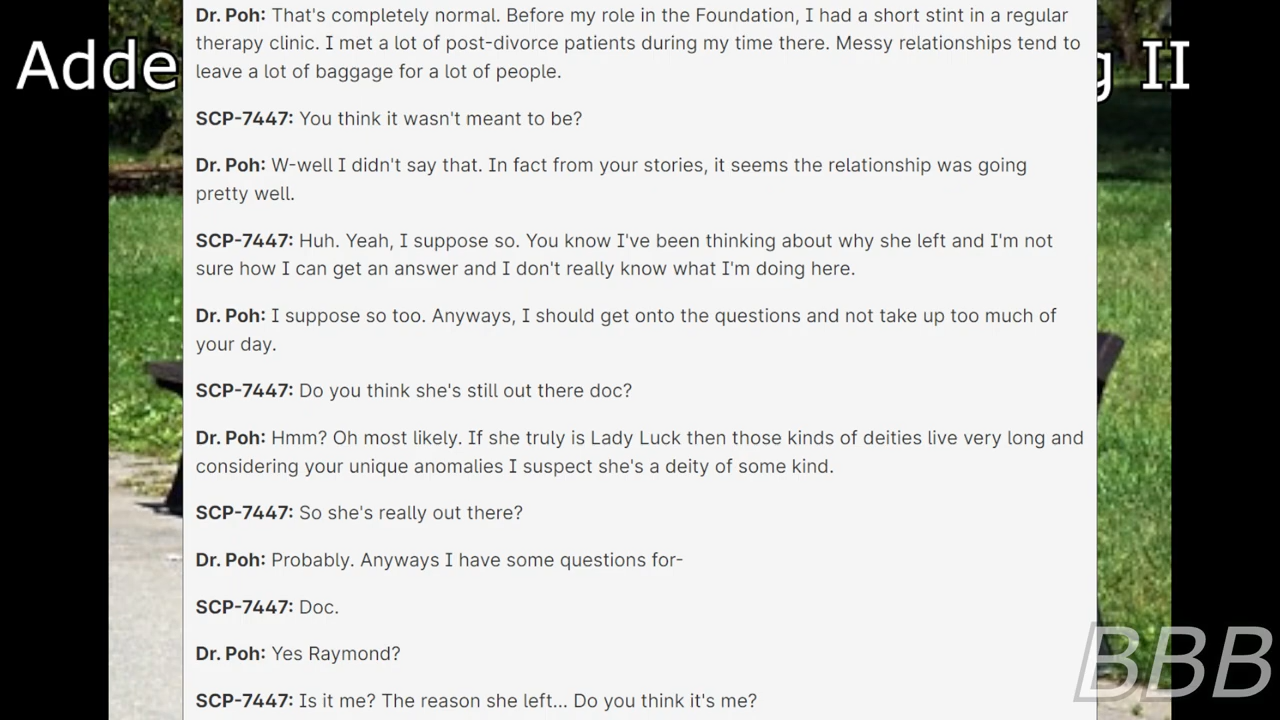 Dr. Poh: That's completely normal. Before my role in the Foundation, I had a short stint in a regular
therapy clinic. I met a lot of post-divorce patients during my time there. Messy relationships tend to
leave a lot of baggage for a lot of people.
Adde
g II
SCP-7447: You think it wasn't meant to be?
Dr. Poh: W-well I didn't say that. In fact from your stories, it seems the relationship was going
pretty well.
SCP-7447: Huh. Yeah, I suppose so. You know I've been thinking about why she left and I'm not
sure how I can get an answer and I don't really know what I'm doing here.
Dr. Poh: I suppose so too. Anyways, I should get onto the questions and not take up too much of
your day.
SCP-7447: Do you think she's still out there doc?
Dr. Poh: Hmm? Oh most likely. If she truly is Lady Luck then those kinds of deities live very long and
considering your unique anomalies I suspect she's a deity of some kind.
SCP-7447: So she's really out there?
Dr. Poh: Probably. Anyways I have some questions for-
SCP-7447: Doc.
Dr. Poh: Yes Raymond?
SCP-7447: Is it me? The reason she left... Do you think it's me?
BBB